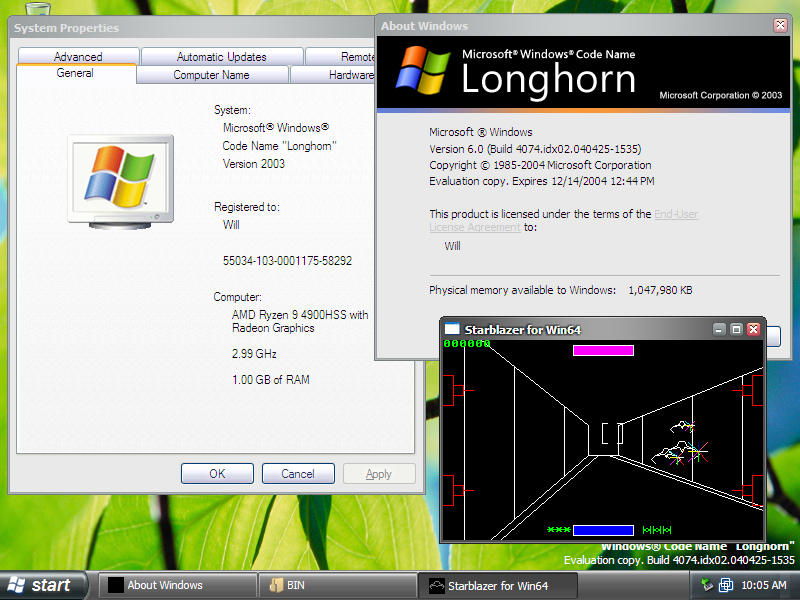 System Properties
Advanced
Automatic Updates
Remote
General
Computer Name
Hardware
System:
Microsoft® Windows®
Code Name "Longhorn"
Version 2003
Registered to:
Will
55034-103-0001175-58292
Computer:
AMD Ryzen 9 4900HSS with
Radeon Graphics
2.99 GHz
1.00 GB of RAM
OK
Cancel
Apply
About Windows
Microsoft® Windows® Code Name
Longhorn
Microsoft Corporation © 2003
Microsoft ® Windows
Version 6.0 (Build 4074.idx02.040425-1535)
Copyright © 1985-2004 Microsoft Corporation
Evaluation copy. Expires 12/14/2004 12:44 PM
This product is licensed under the terms of the End-User
License Agreement to:
Will
Physical memory available to Windows: 1,047,980 KB
Starblazer for Win64
000000
Windows® Code Name "Longhorn"
Evaluation copy. Build 4074.idx02.040425-1535
start
About Windows
BIN
Starblazer for Win64
10:05 AM